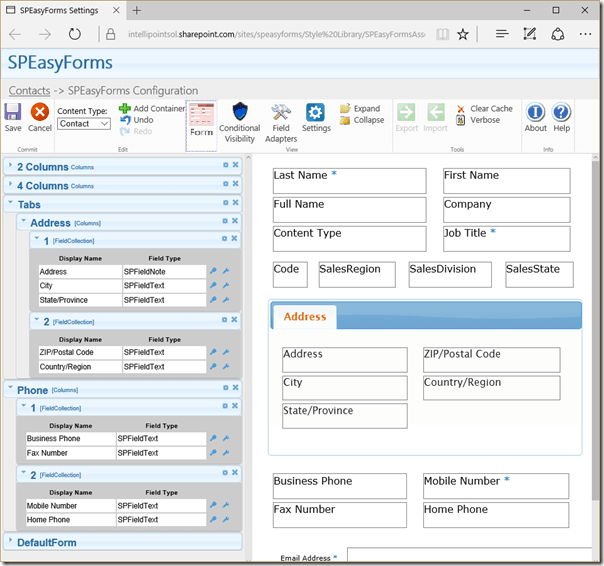 SPEasyForms Settings
intellipointsol.sharepoint.com/sites/speasyforms/Style%20Library/SPEasyFormsAsse
SPEasyForms
Contacts -> SPEasyForms Configuration
Save
Cancel
Commit
Content Type:
Contact
Add Container
Undo
Redo
Edit
Form
Conditional Visibility
Field Adapters
Settings
Expand
Collapse
View
Export
Import
Clear Cache
Verbose
Tools
About
Help
Info
2 Columns Columns
4 Columns Columns
Tabs
Address [Columns]
1 [FieldCollection]
Display Name Field Type
Address SPFieldNote
City SPFieldText
State/Province SPFieldText
2 [FieldCollection]
Display Name Field Type
ZIP/Postal Code SPFieldText
Country/Region SPFieldText
Phone [Columns]
1 [FieldCollection]
Display Name Field Type
Business Phone SPFieldText
Fax Number SPFieldText
2 [FieldCollection]
Display Name Field Type
Mobile Number SPFieldText
Home Phone SPFieldText
DefaultForm
Last Name * First Name
Full Name Company
Content Type Job Title *
Code SalesRegion SalesDivision SalesState
Address
Address ZIP/Postal Code
City Country/Region
State/Province
Business Phone Mobile Number *
Fax Number Home Phone
Email Address *